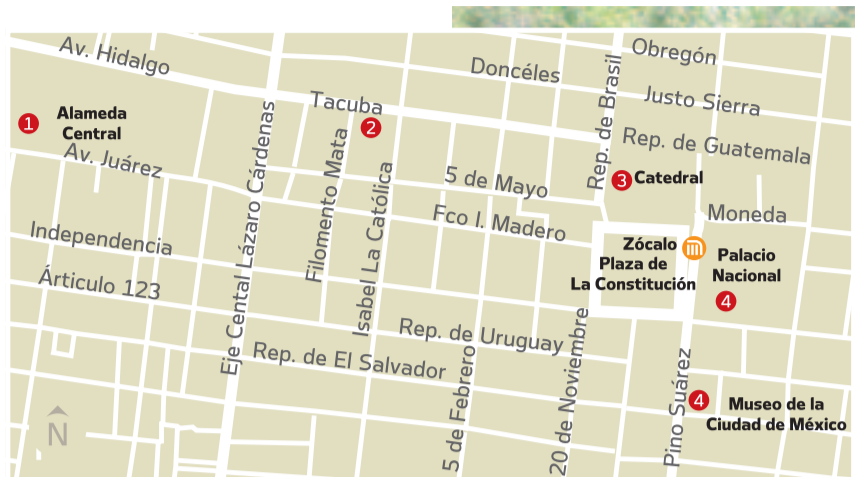 Obregón
Av. Hidalgo
Doncéles
Justo Sierra
Tacuba
Rep. de Brasil
1
Alameda
Central
2
Rep. de Guatemala
Av. Juárez
Eje Cental Lázaro Cárdenas
Filomento Mata
Isabel La Católica
5 de Mayo
3
Catedral
Fco I. Madero
Moneda
Independencia
Zócalo
Plaza de
La Constitución
Palacio
Nacional
4
Árticulo 123
Rep. de Uruguay
Rep. de El Salvador
5 de Febrero
20 de Noviembre
Pino Suárez
4
Museo de la
Ciudad de México
N